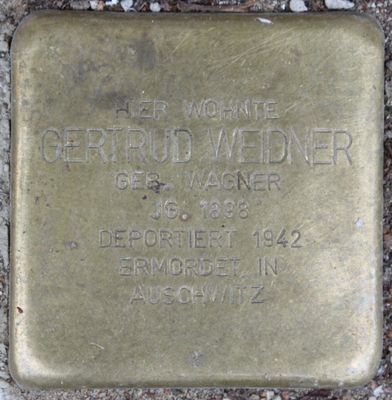 HIER WOHNTE
GERTRUD WEIDNER
GEB. WAGNER
JG. 1898
DEPORTIERT 1942
ERMORDET IN
AUSCHWITZ